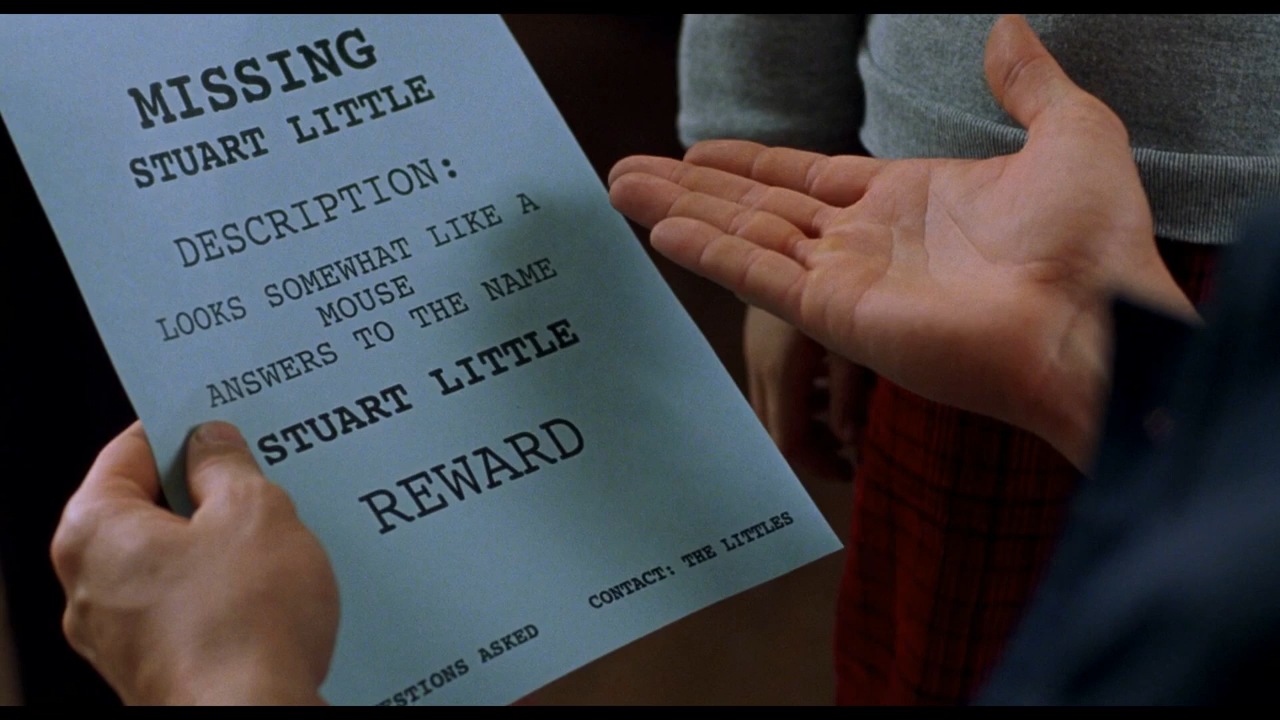 MISSING
STUART LITTLE
DESCRIPTION:
LOOKS SOMEWHAT LIKE A
MOUSE
ANSWERS TO THE NAME
STUART LITTLE
REWARD
CONTACT: THE LITTLES
ASKED